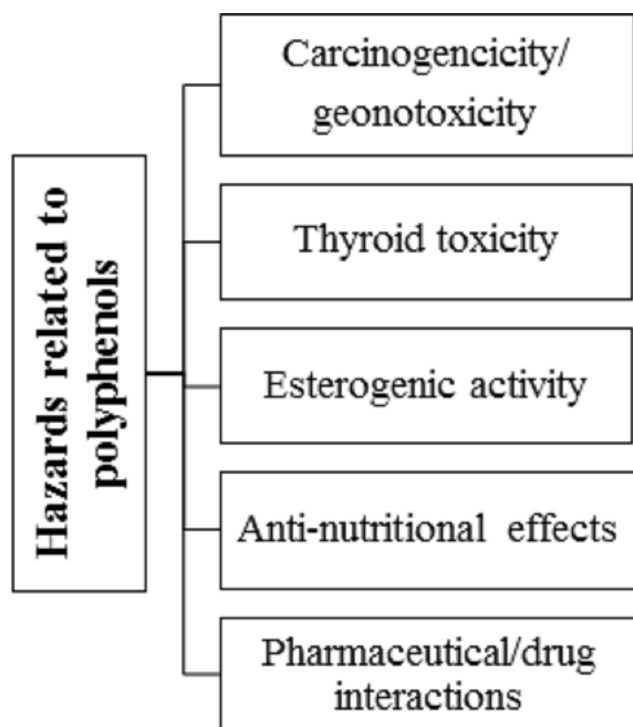 Hazards related to
polyphenols
Carcinogencicity/
geonotoxicity
Thyroid toxicity
Esterogenic activity
Anti-nutritional effects
Pharmaceutical/drug
interactions